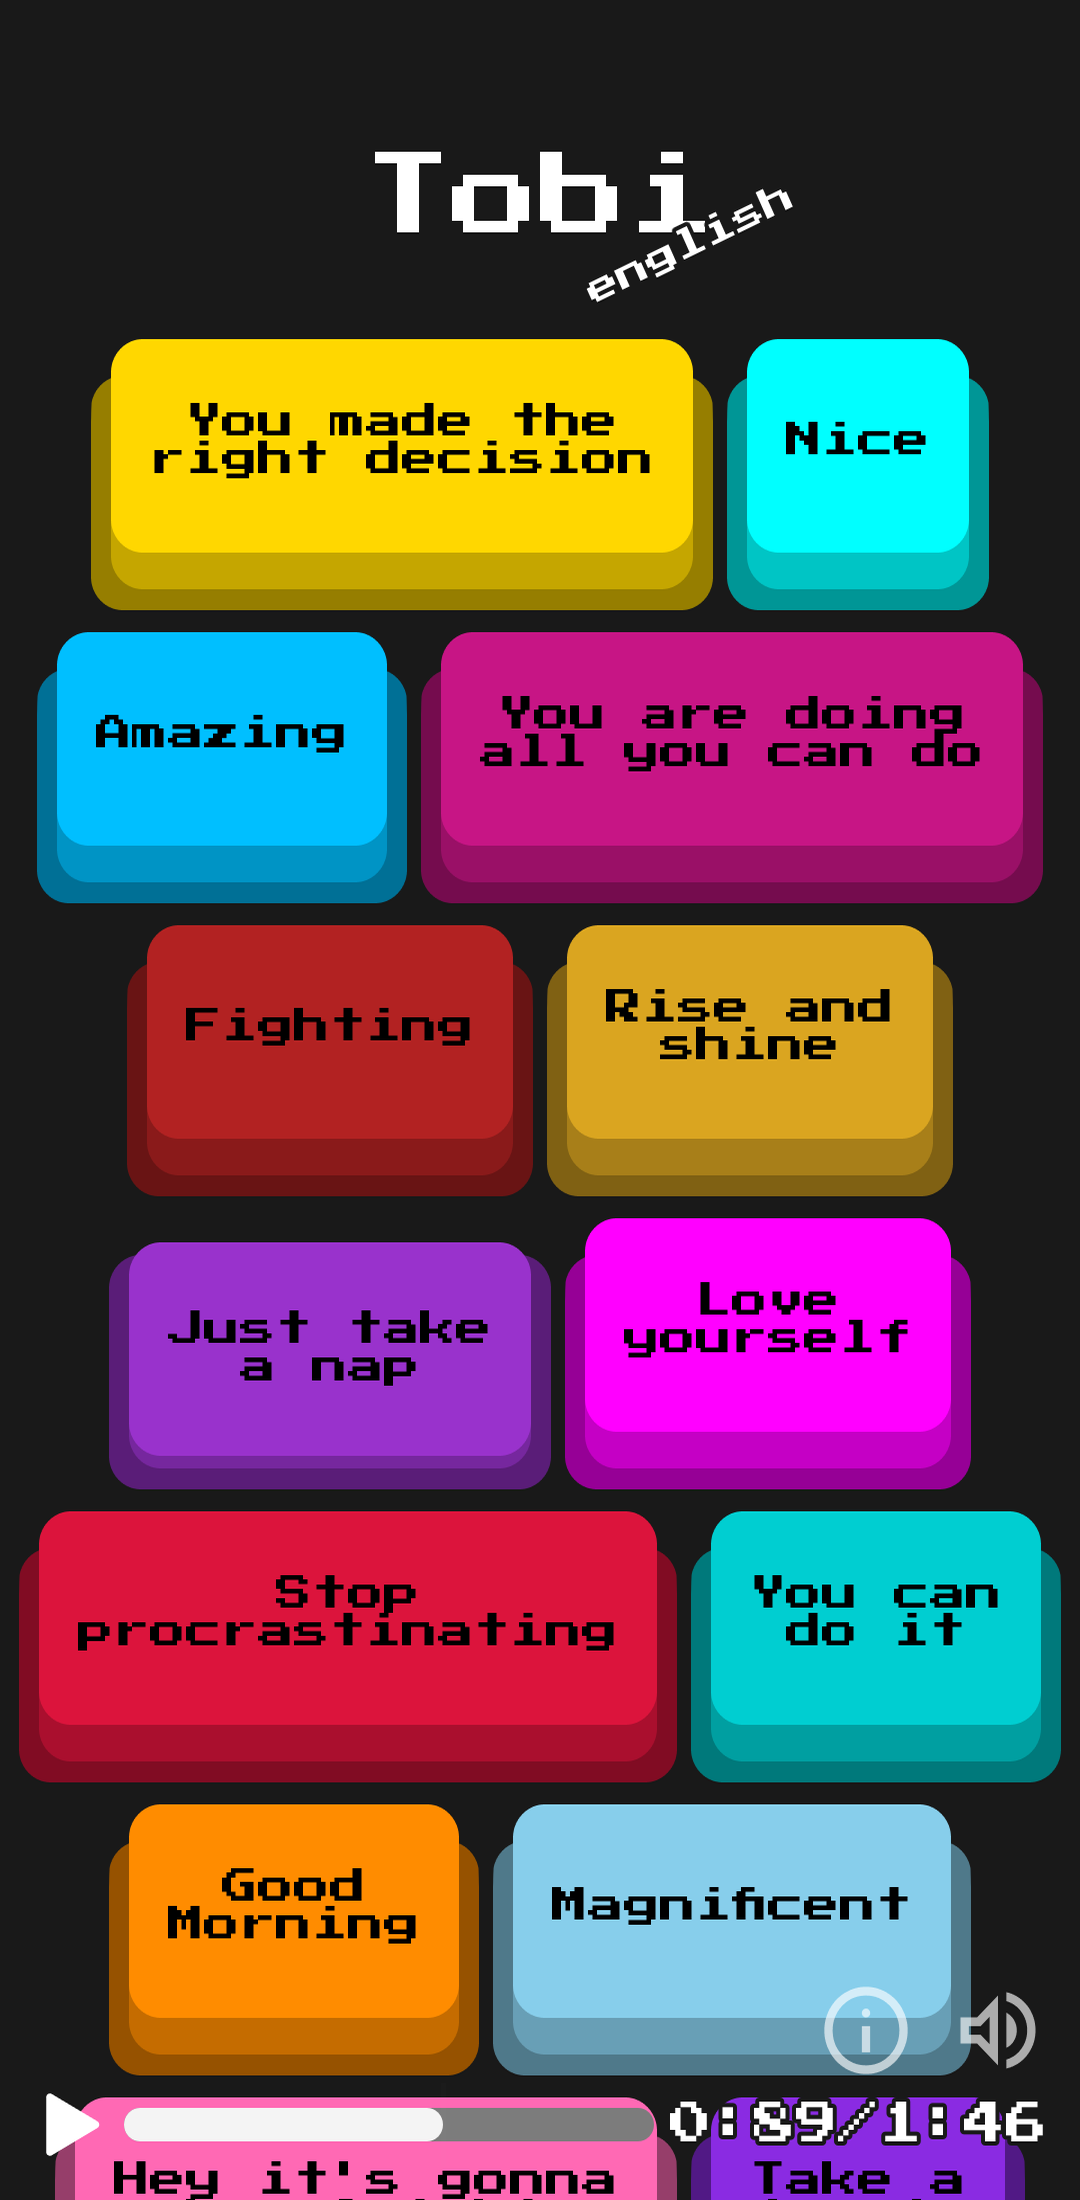 Tobi
english
You made the
right decision
Nice
Amazing
You are doing
all you can do
Fighting
Rise and
shine
Just take
a nap
Love
yourself
Stop
procrastinating
You can
do it
Good
Morning
Magnificent
0:89/1:46
Hey it's gonna
Take a